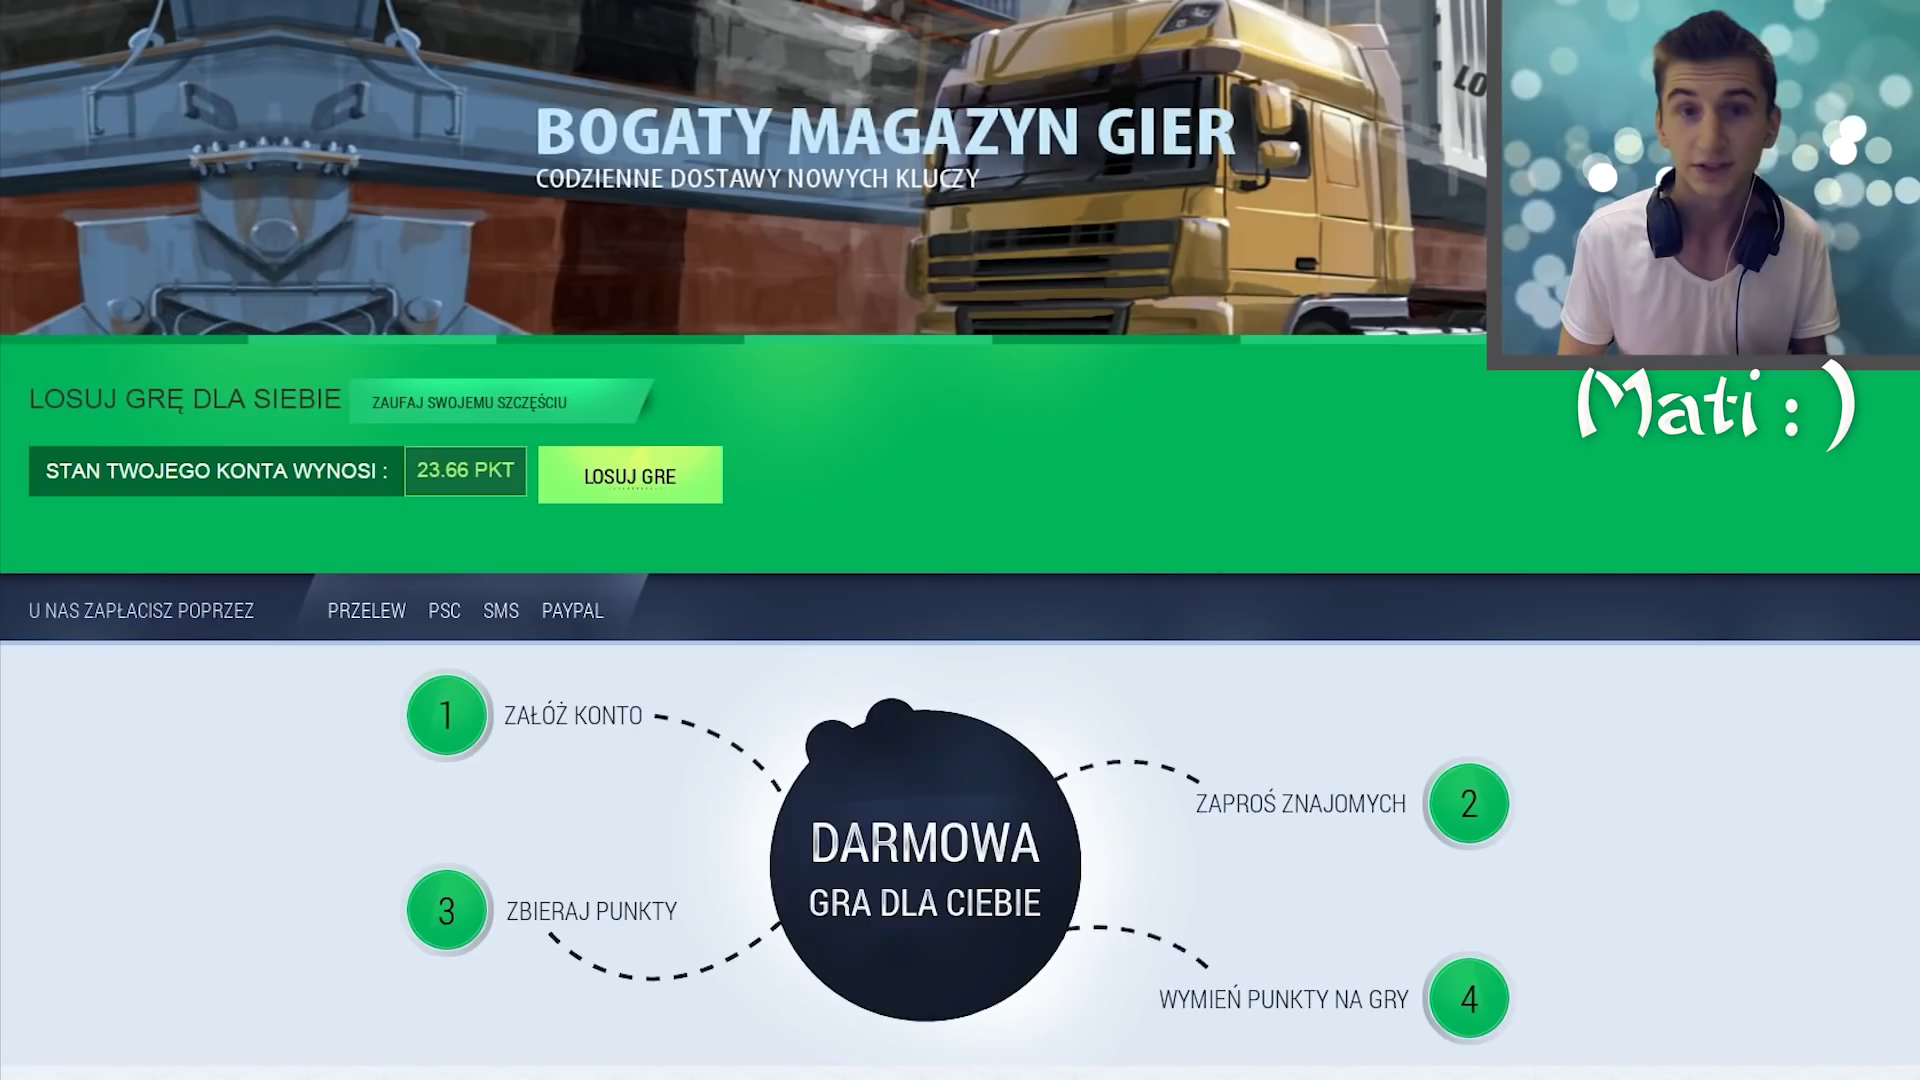 BOGATY MAGAZYN GIER
CODZIENNE DOSTAWY NOWYCH KLUCZY
LO
Mati : )
LOSUJ GRĘ DLA SIEBIE
ZAUFAJ SWOJEMU SZCZĘŚCIU
STAN TWOJEGO KONTA WYNOSI :
23.66 PKT
LOSUJ GRE
U NAS ZAPŁACISZ POPRZEZ
PRZELEW PSC SMS PAYPAL
1 ZAŁÓŻ KONTO
ZAPROŚ ZNAJOMYCH 2
DARMOWA
GRA DLA CIEBIE
3 ZBIERAJ PUNKTY
WYMIEŃ PUNKTY NA GRY 4